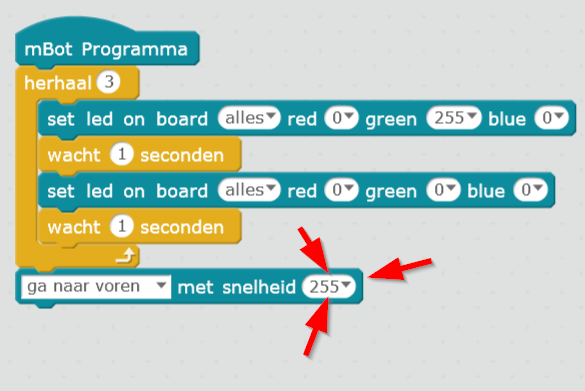 mBot Programma
herhaal 3
set led on board alles red 0 green 255 blue 0
wacht 1 seconden
set led on board alles red 0 green 0 blue 0
wacht 1 seconden
ga naar voren met snelheid 255